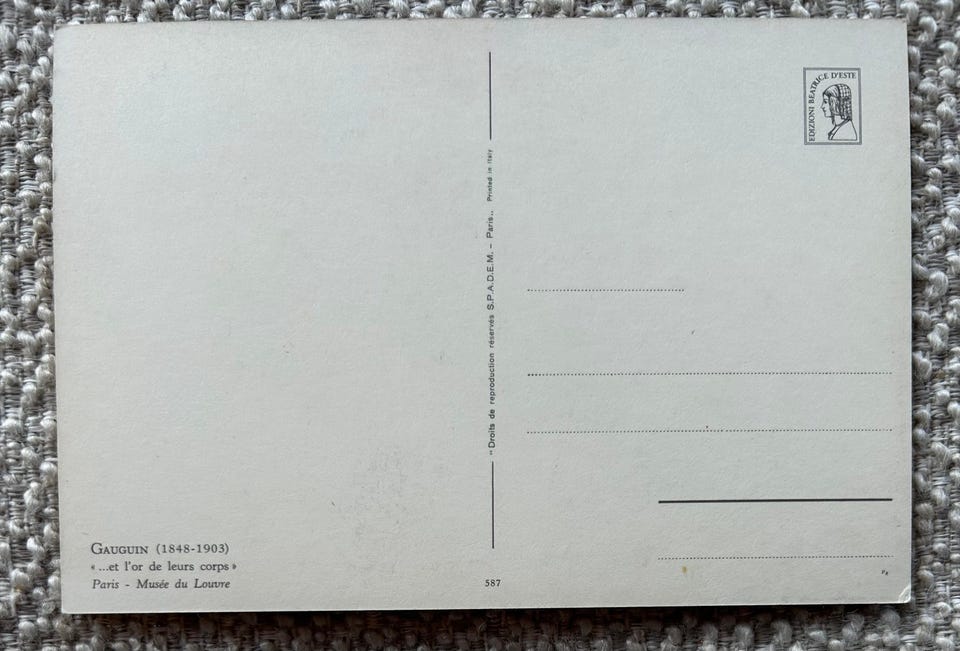 EDIZIONI BEATRICE D'ESTE
"Droits de reproduction réservés S.P.A.D.E.M. - Paris.. Printed in Italy
GAUGUIN (1848-1903)
« ...et l'or de leurs corps »
Paris - Musée du Louvre
587